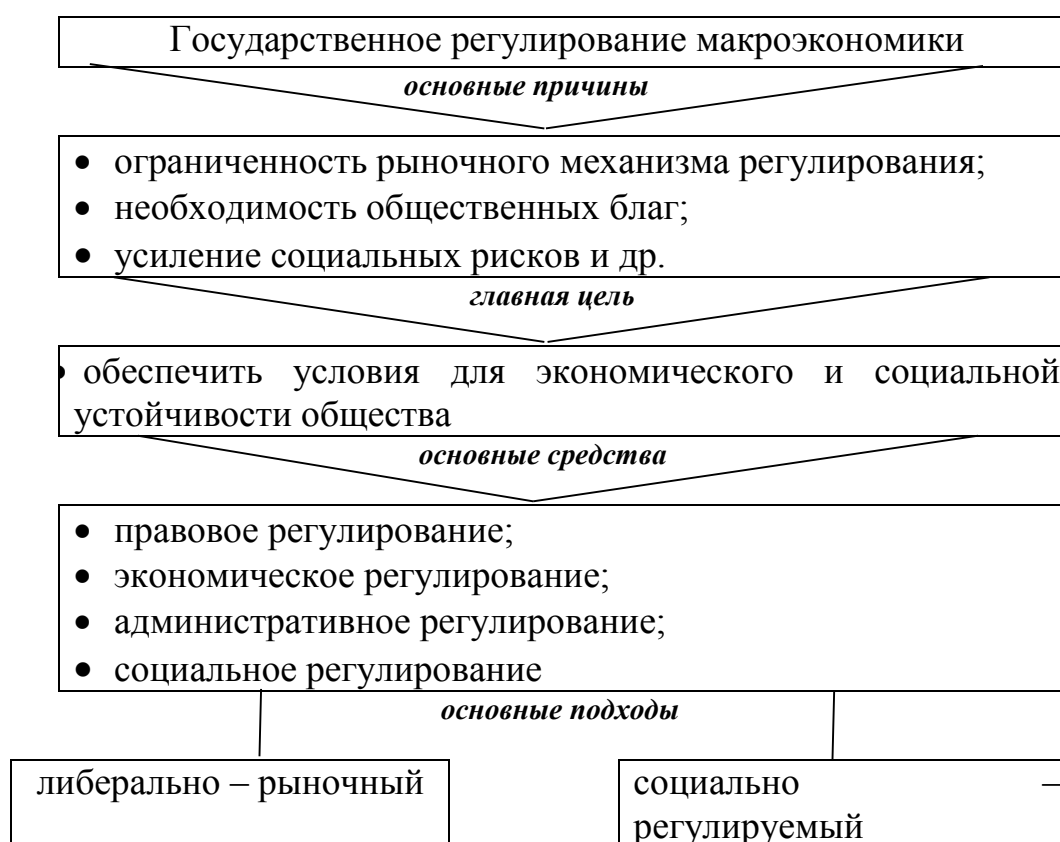 Государственное регулирование макроэкономики
основные причины
• ограниченность рыночного механизма регулирования;
• необходимость общественных благ;
• усиление социальных рисков и др.
главная цель
• обеспечить условия для экономического и социальной
устойчивости общества
основные средства
• правовое регулирование;
• экономическое регулирование;
• административное регулирование;
• социальное регулирование
основные подходы
либерально – рыночный
социально –
регулируемый